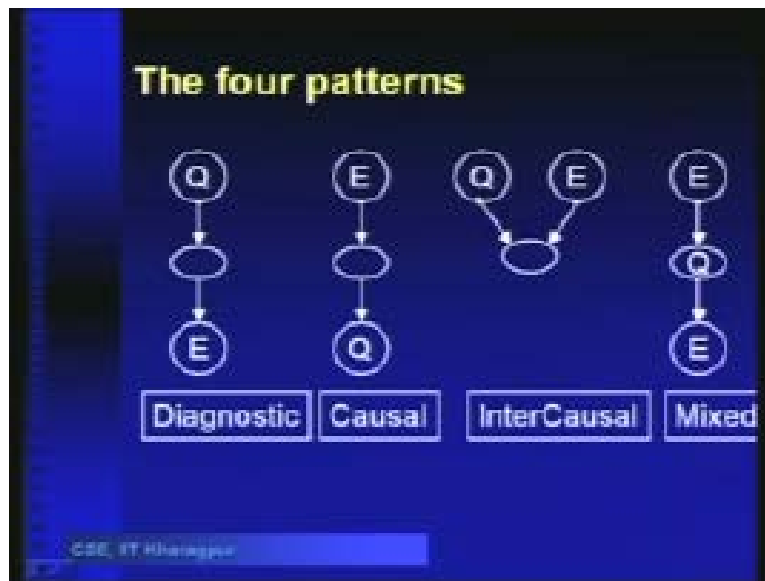 The four patterns
Q E Q E E
Q
E Q E
Diagnostic Causal InterCausal Mixed
CSE, IIT Kharagpur